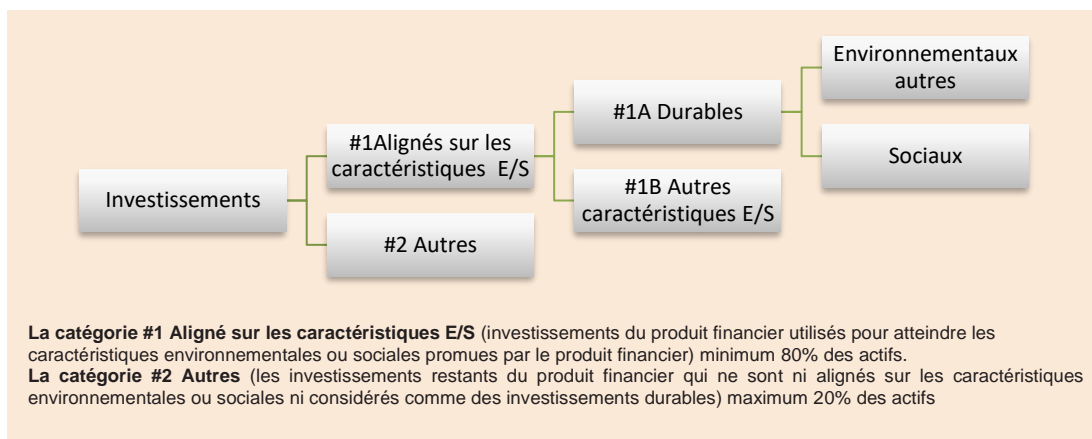 Environnementaux
autres
#1A Durables
#1Alignés sur les
caractéristiques E/S
Sociaux
Investissements
#1B Autres
caractéristiques E/S
#2 Autres
La catégorie #1 Aligné sur les caractéristiques E/S (investissements du produit financier utilisés pour atteindre les
caractéristiques environnementales ou sociales promues par le produit financier) minimum 80% des actifs.
La catégorie #2 Autres (les investissements restants du produit financier qui ne sont ni alignés sur les caractéristiques
environnementales ou sociales ni considérés comme des investissements durables) maximum 20% des actifs